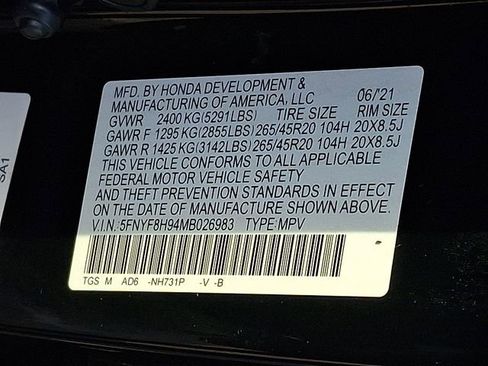 MFD. BY HONDA DEVELOPMENT &
MANUFACTURING OF AMERICA, LLC 06/21
GVWR 2400 KG(5291LBS) TIRE SIZE RIM SIZE
GAWR F 1295 KG(2855LBS) 265/45R20 104H 20X8.5J
GAWR R 1425 KG(3142LBS) 265/45R20 104H 20X8.5J
THIS VEHICLE CONFORMS TO ALL APPLICABLE
FEDERAL MOTOR VEHICLE SAFETY
AND THEFT PREVENTION STANDARDS IN EFFECT
ON THE DATE OF MANUFACTURE SHOWN ABOVE.
V.I.N. 5FNYF8H94MB026983 TYPE: MPV
TGS M AD6 -NH731P -V -B
SA1